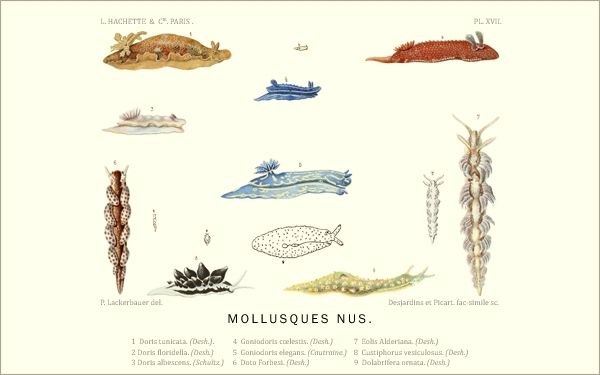 L. HACHETTE & Cie. PARIS.
PL. XVII.
P. Lackerbauer del.
Desjardins et Picart. fac-simile sc.
MOLLUSQUES NUS.
1 Doris tunicata. (Desh.).
2 Doris floridella. (Desh.)
3 Doris albescens. (Schultz.)
4 Goniodoris cœlestis. (Desh.)
5 Goniodoris elegans. (Cautraine.)
6 Doto Forbesi. (Desh.)
7 Eolis Alderiana. (Desh.)
8 Custiphorus vesiculosus. (Desh.)
9 Dolabrifera ornata. (Desh.)